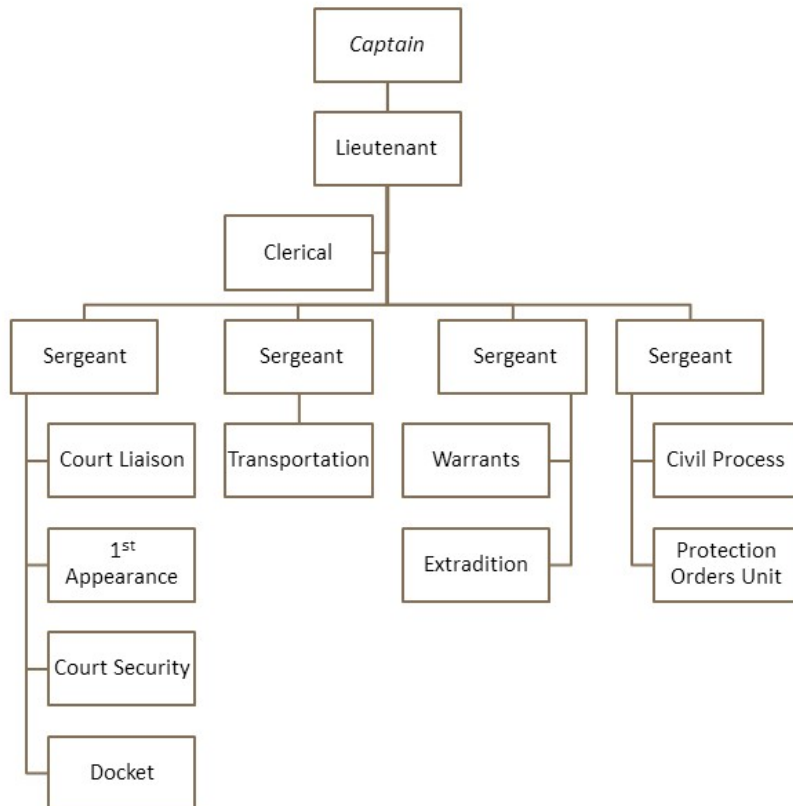 Captain
Lieutenant
Clerical
Sergeant
Sergeant
Sergeant
Sergeant
Court Liaison
Transportation
Warrants
Civil Process
1st
Appearance
Extradition
Protection
Orders Unit
Court Security
Docket